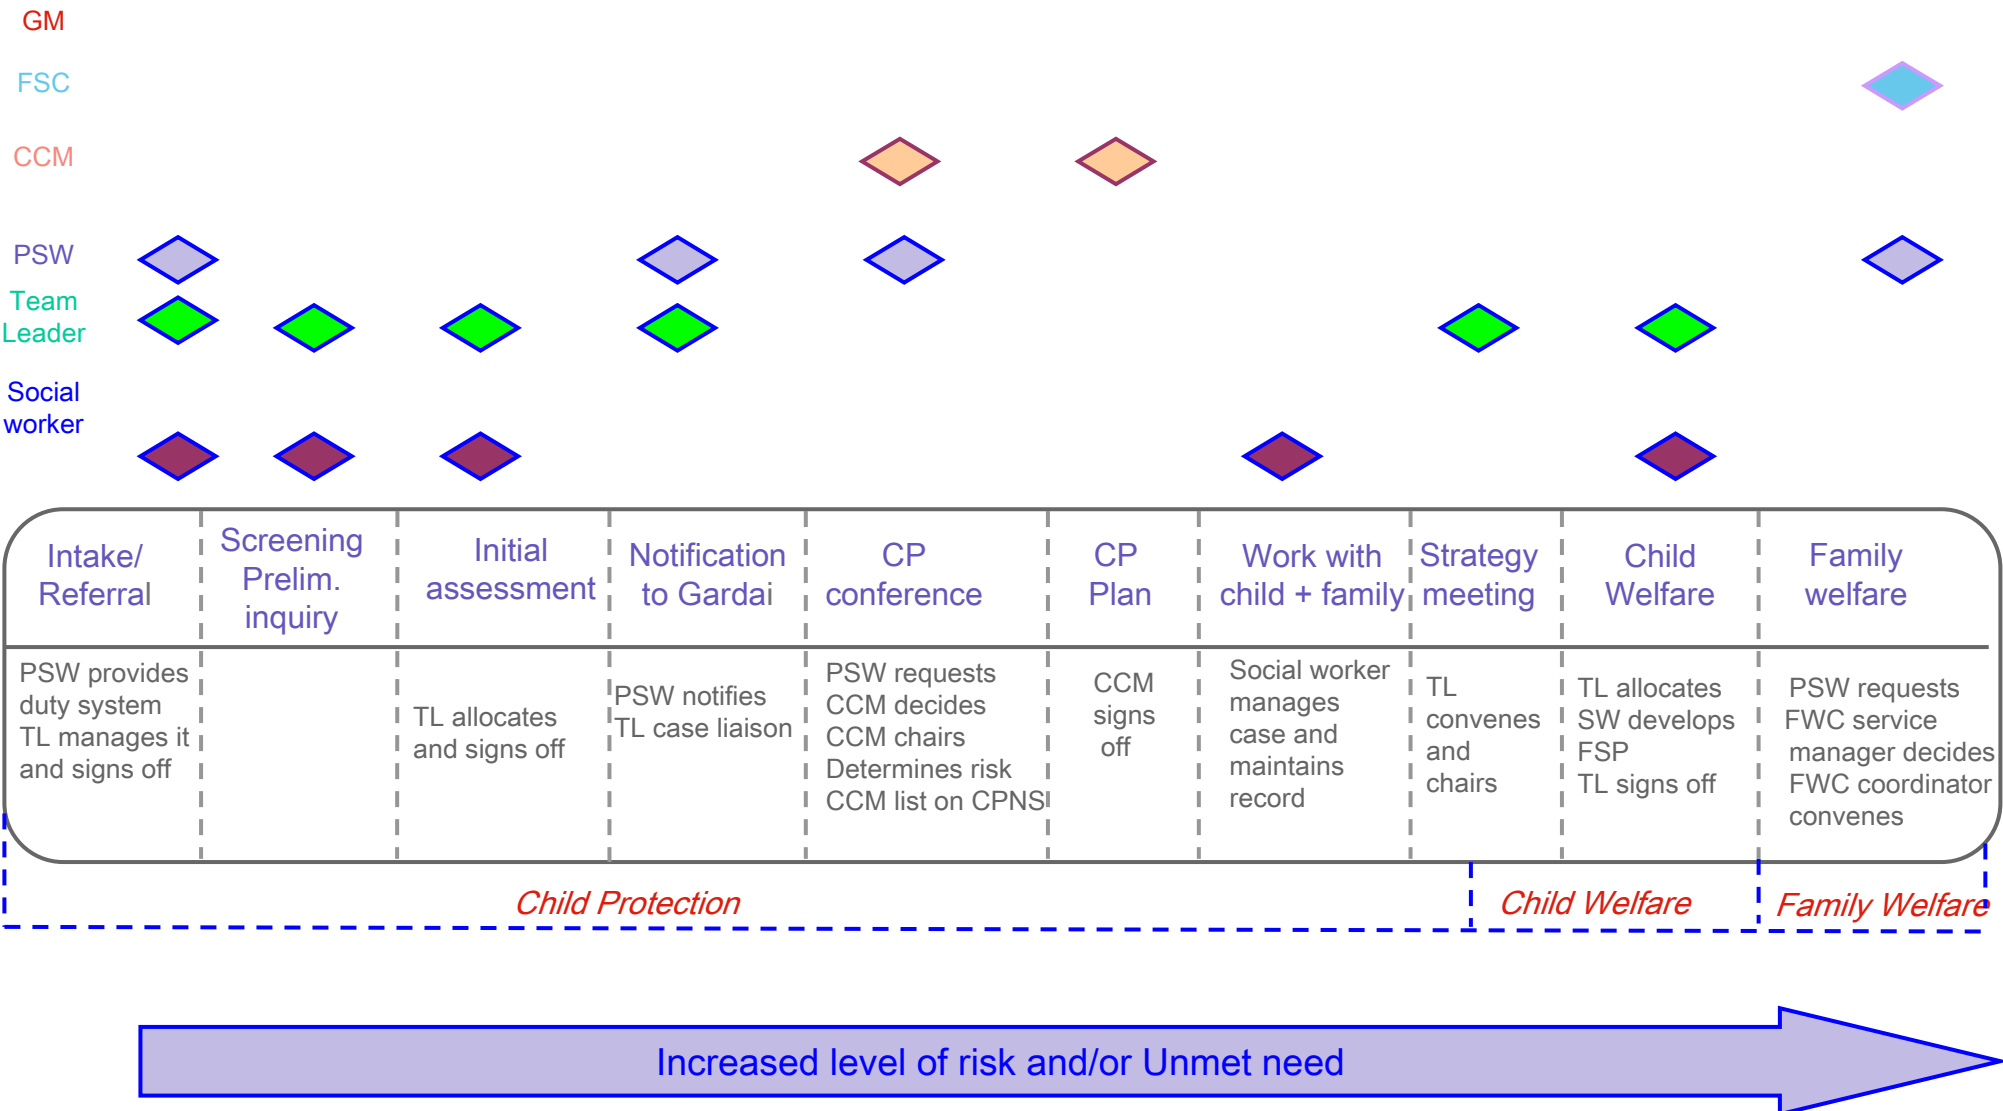 GM
FSC
CCM
PSW
Team
Leader
Social
worker
Intake/
Referral
Screening
Prelim.
inquiry
Initial
assessment
Notification
to Gardai
CP
conference
CP
Plan
Work with
child + family
Strategy
meeting
Child
Welfare
Family
welfare
PSW provides
duty system
TL manages it
and signs off
TL allocates
and signs off
PSW notifies
TL case liaison
PSW requests
CCM decides
CCM chairs
Determines risk
CCM list on CPNS
CCM
signs
off
Social worker
manages
case and
maintains
record
TL
convenes
and
chairs
TL allocates
SW develops
FSP
TL signs off
PSW requests
FWC service
manager decides
FWC coordinator
convenes
Child Protection
Child Welfare
Family Welfare
Increased level of risk and/or Unmet need